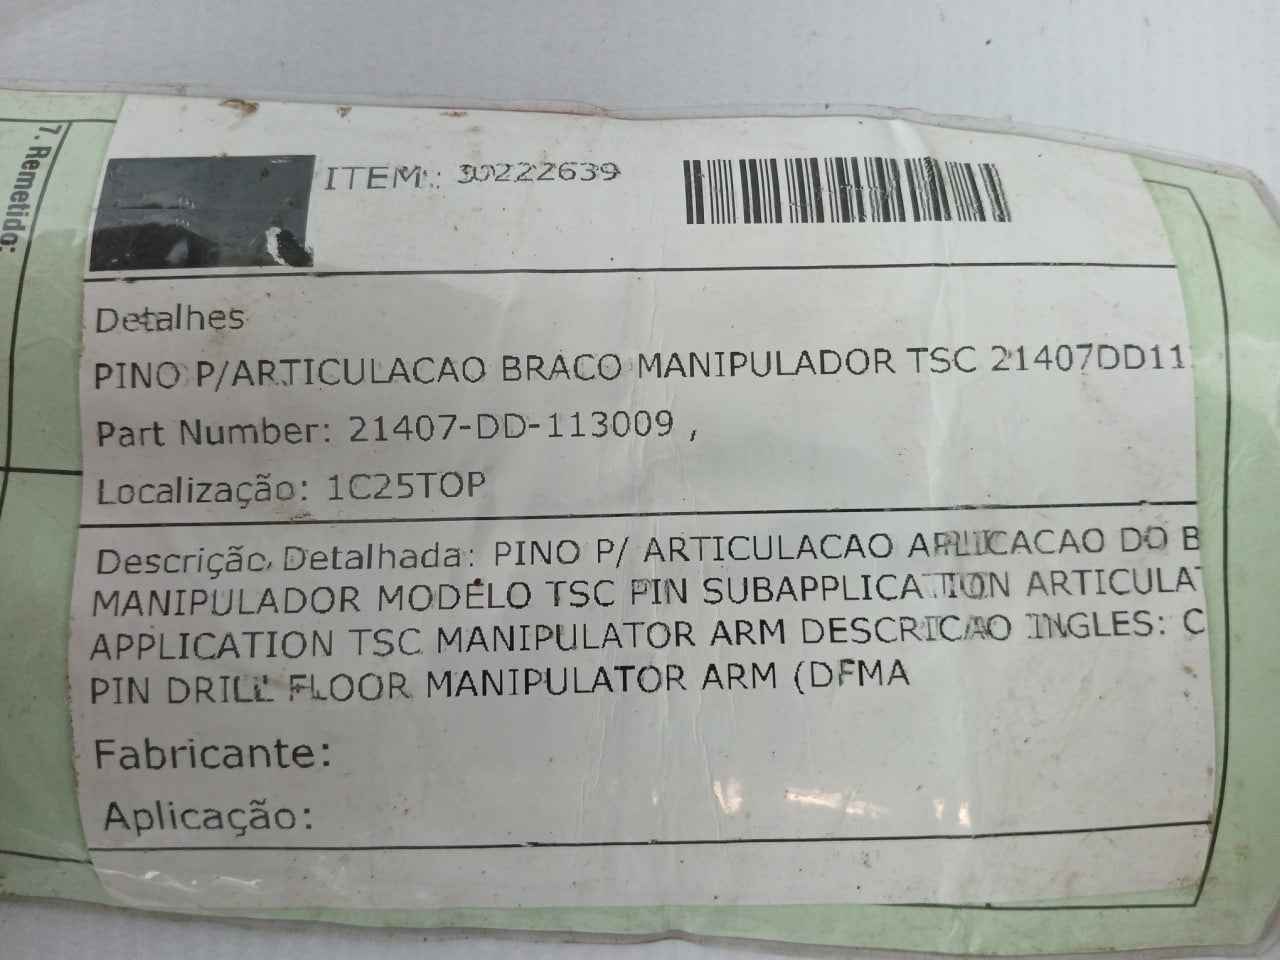 7. Remetido:
ITEM: 30222639
Detalhes
PINO P/ARTICULACAO BRACO MANIPULADOR TSC 21407DD11
Part Number: 21407-DD-113009 ,
Localização: 1C25TOP
Descrição Detalhada: PINO P/ ARTICULACAO APLICACAO DO B
MANIPULADOR MODELO TSC PIN SUBAPPLICATION ARTICULAT
APPLICATION TSC MANIPULATOR ARM DESCRICAO INGLES: C
PIN DRILL FLOOR MANIPULATOR ARM (DFMA
Fabricante:
Aplicação: